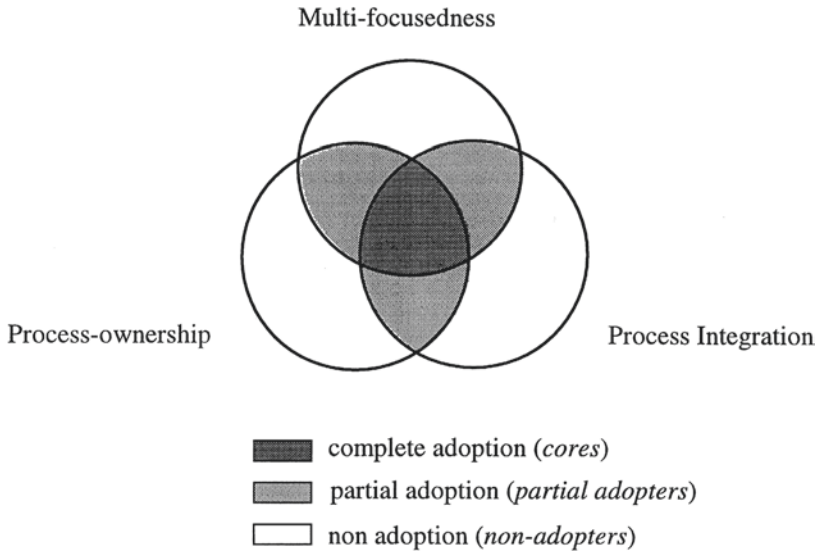 Multi-focusedness
Process-ownership
Process Integration
complete adoption (cores)
partial adoption (partial adopters)
non adoption (non-adopters)